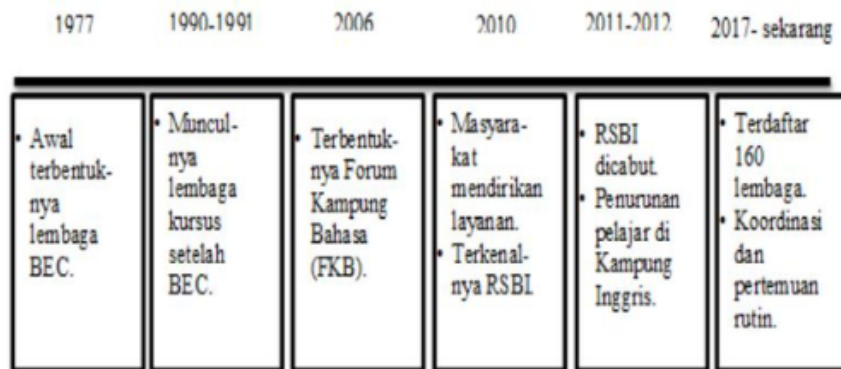 1977
1990-1991
2006
2010
2011-2012
2017- sekarang
• Awal
terbentuk-
nya
lembaga
BEC.
• Muncul-
nya
lembaga
kursus
setelah
BEC.
• Terbentuk-
nya Forum
Kampung
Bahasa
(FKB).
• Masyara-
kat
mendirikan
layanan.
• Terkenal-
nya RSBI.
• RSBI
dicabut.
• Penurunan
pelajar di
Kampung
Inggris.
• Terdaftar
160
lembaga.
• Koordinasi
dan
pertemuan
rutin.